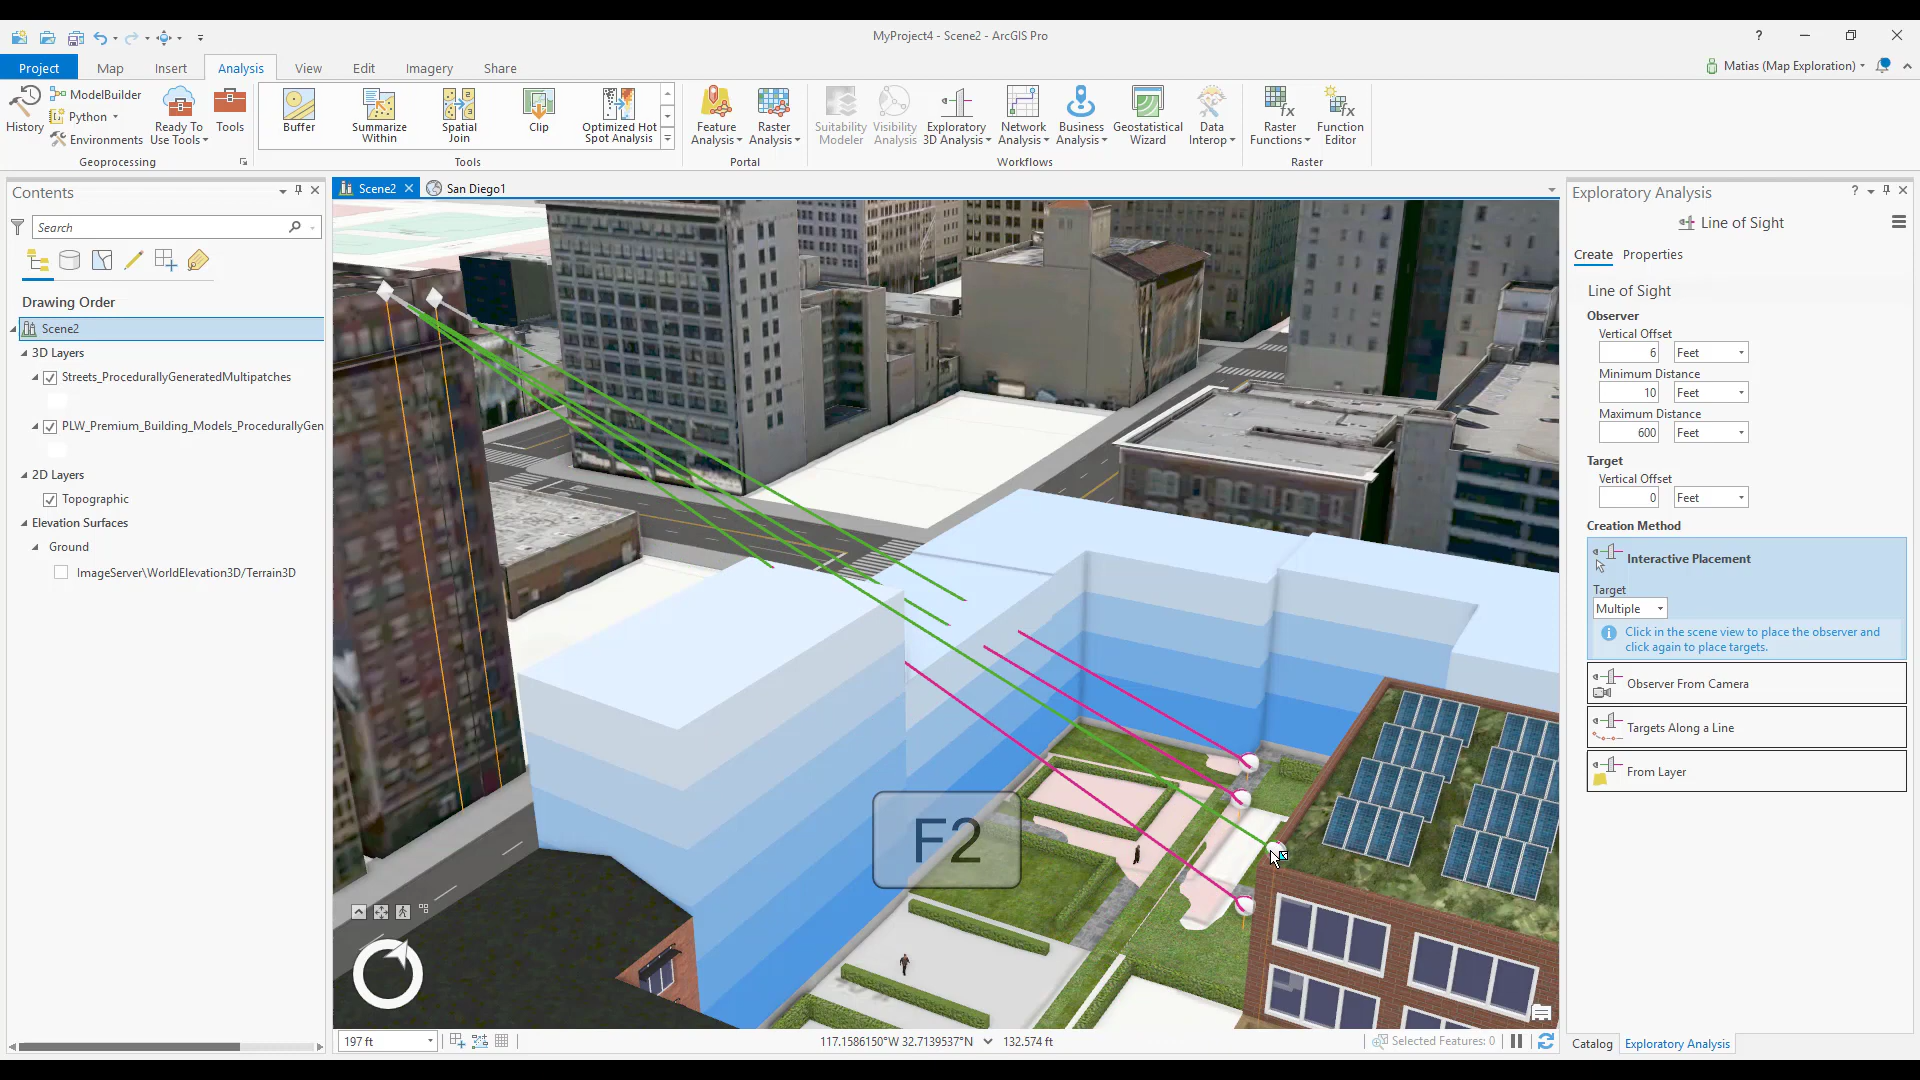 MyProject4 - Scene2 - ArcGIS Pro
?
Project
Map
Insert
Analysis
View
Edit
Imagery
Share
Matias (Map Exploration)
History
ModelBuilder
Python
Environments
Ready To
Use Tools
Tools
Geoprocessing
Buffer
Summarize
Within
Spatial
Join
Clip
Optimized Hot
Spot Analysis
Tools
Feature
Analysis
Raster
Analysis
Portal
Suitability
Modeler
Visibility
Analysis
Exploratory
3D Analysis
Network
Analysis
Business
Analysis
Geostatistical
Wizard
Data
Interop
Workflows
Raster
Functions
Function
Editor
Raster
Contents
Search
Drawing Order
Scene2
3D Layers
Streets_ProcedurallyGeneratedMultipatches
PLW_Premium_Building_Models_ProcedurallyGen
2D Layers
Topographic
Elevation Surfaces
Ground
ImageServer\WorldElevation3D/Terrain3D
Scene2
San Diego1
F2
197 ft
117.1586150°W 32.7139537°N
132.574 ft
Selected Features: 0
Exploratory Analysis
?
Line of Sight
Create
Properties
Line of Sight
Observer
Vertical Offset
6 Feet
Minimum Distance
10 Feet
Maximum Distance
600 Feet
Target
Vertical Offset
0 Feet
Creation Method
Interactive Placement
Target
Multiple
Click in the scene view to place the observer and
click again to place targets.
Observer From Camera
Targets Along a Line
From Layer
Catalog
Exploratory Analysis